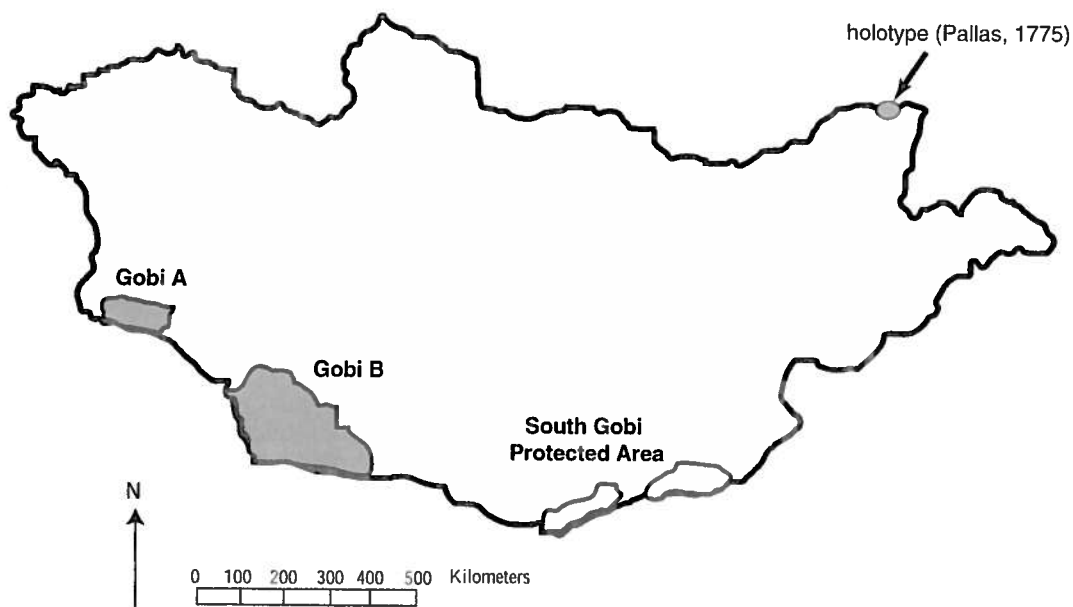 holotype (Pallas, 1775)
Gobi A
Gobi B
South Gobi
Protected Area
N
0 100 200 300 400 500 Kilometers